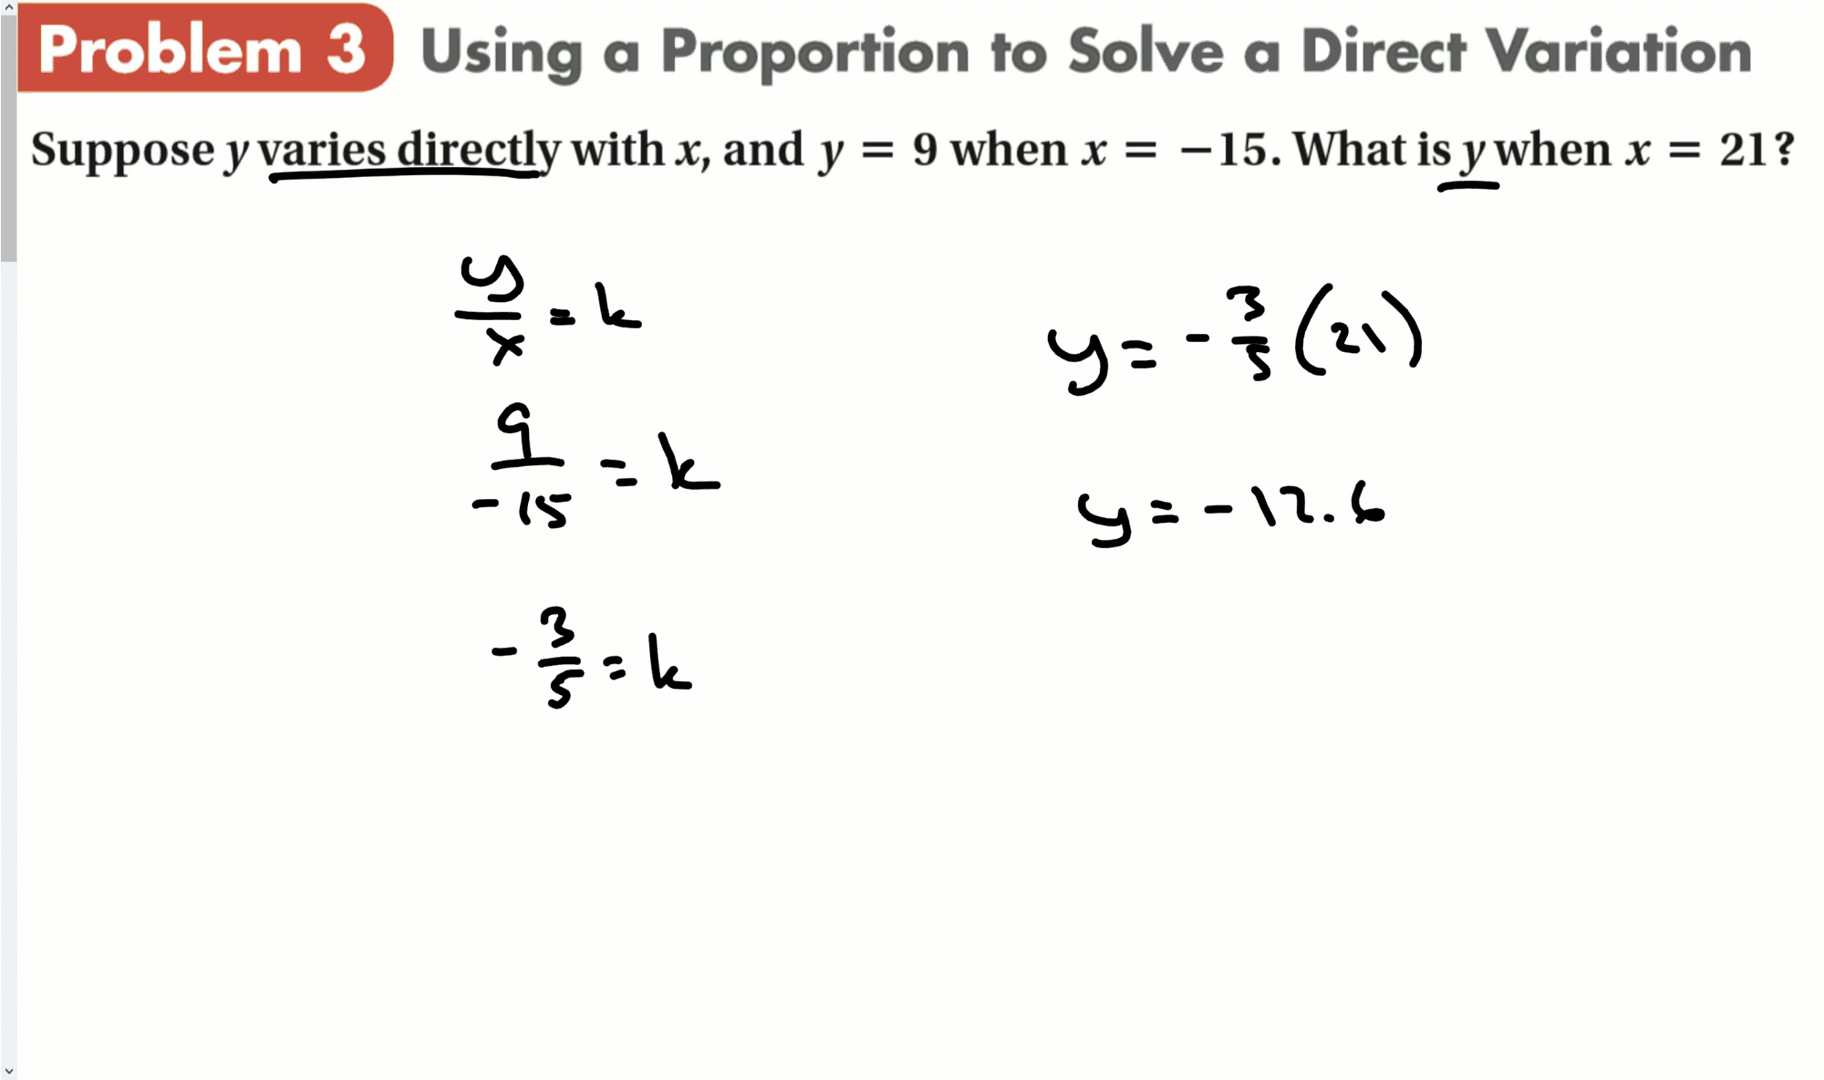 Problem 3 Using a Proportion to Solve a Direct Variation
Suppose y varies directly with x, and y = 9 when x = −15. What is y when x = 21?
y/x = k
9/-15 = k
-3/5 = k
y = -3/5 (21)
y = -12.6